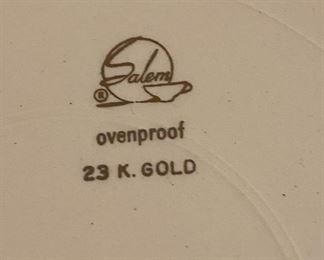 Salem
®
ovenproof
23 K. GOLD